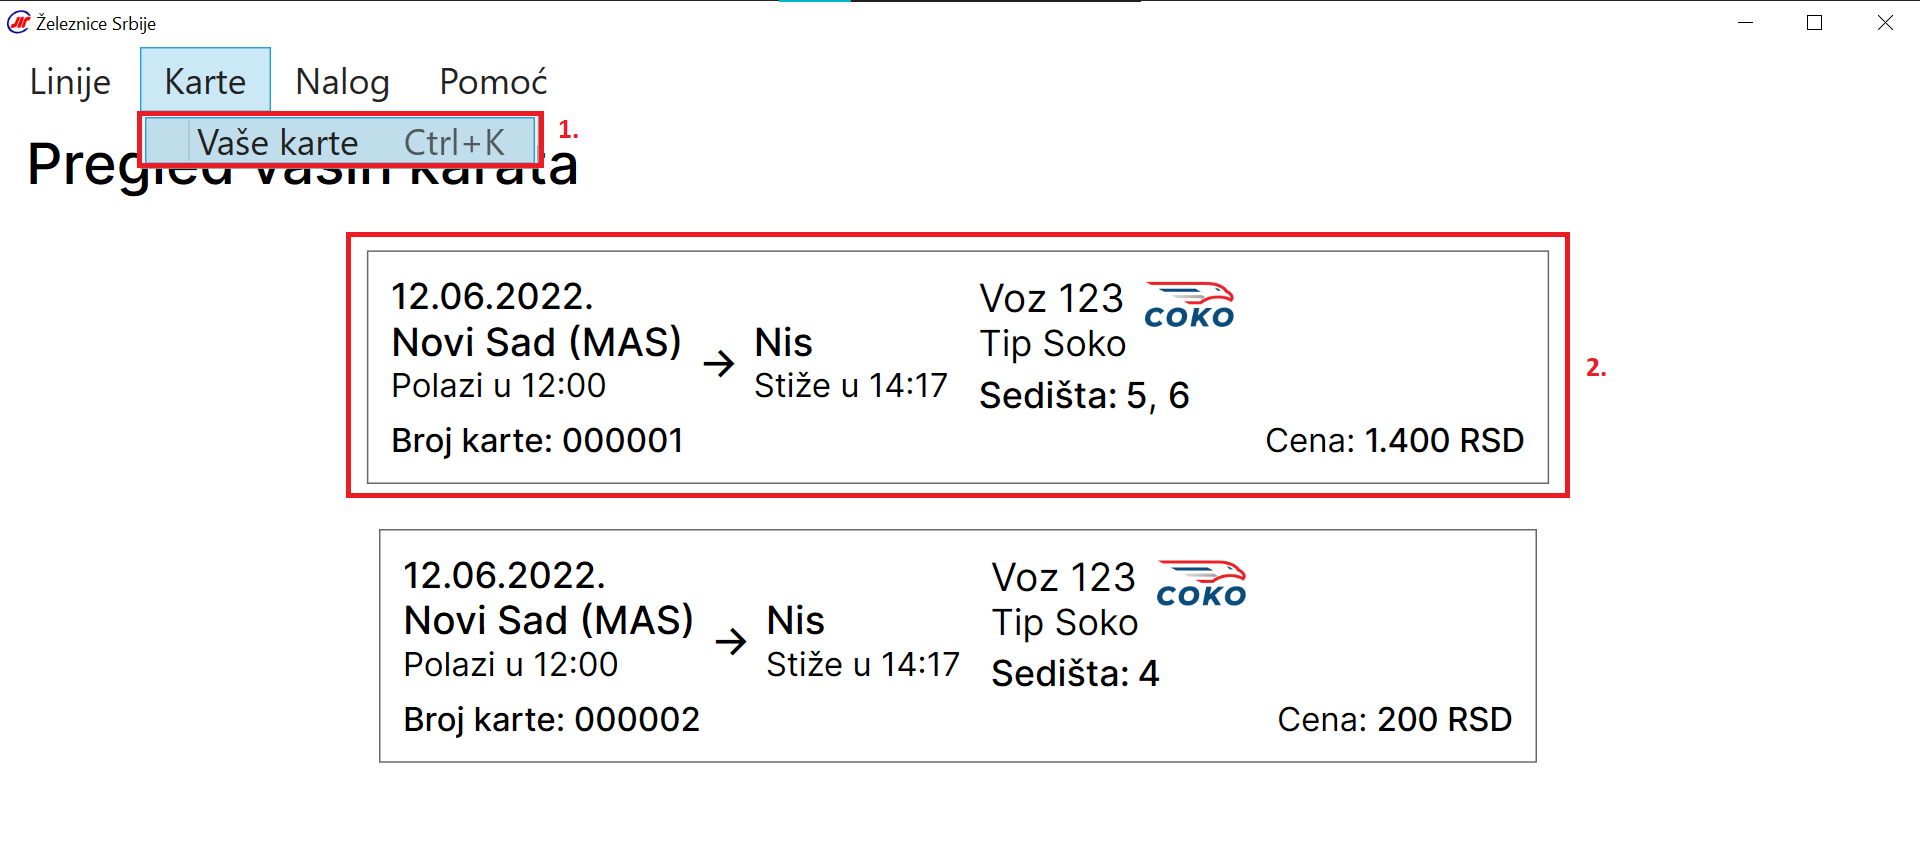 Železnice Srbije
Linije Karte Nalog Pomoć
Vaše karte Ctrl+K
1.
Pregled vaših karata
12.06.2022.
Novi Sad (MAS) → Nis
Polazi u 12:00 Stiže u 14:17
Broj karte: 000001
Voz 123
СОКО
Tip Soko
Sedišta: 5, 6
Cena: 1.400 RSD
2.
12.06.2022.
Novi Sad (MAS) → Nis
Polazi u 12:00 Stiže u 14:17
Broj karte: 000002
Voz 123
СОКО
Tip Soko
Sedišta: 4
Cena: 200 RSD